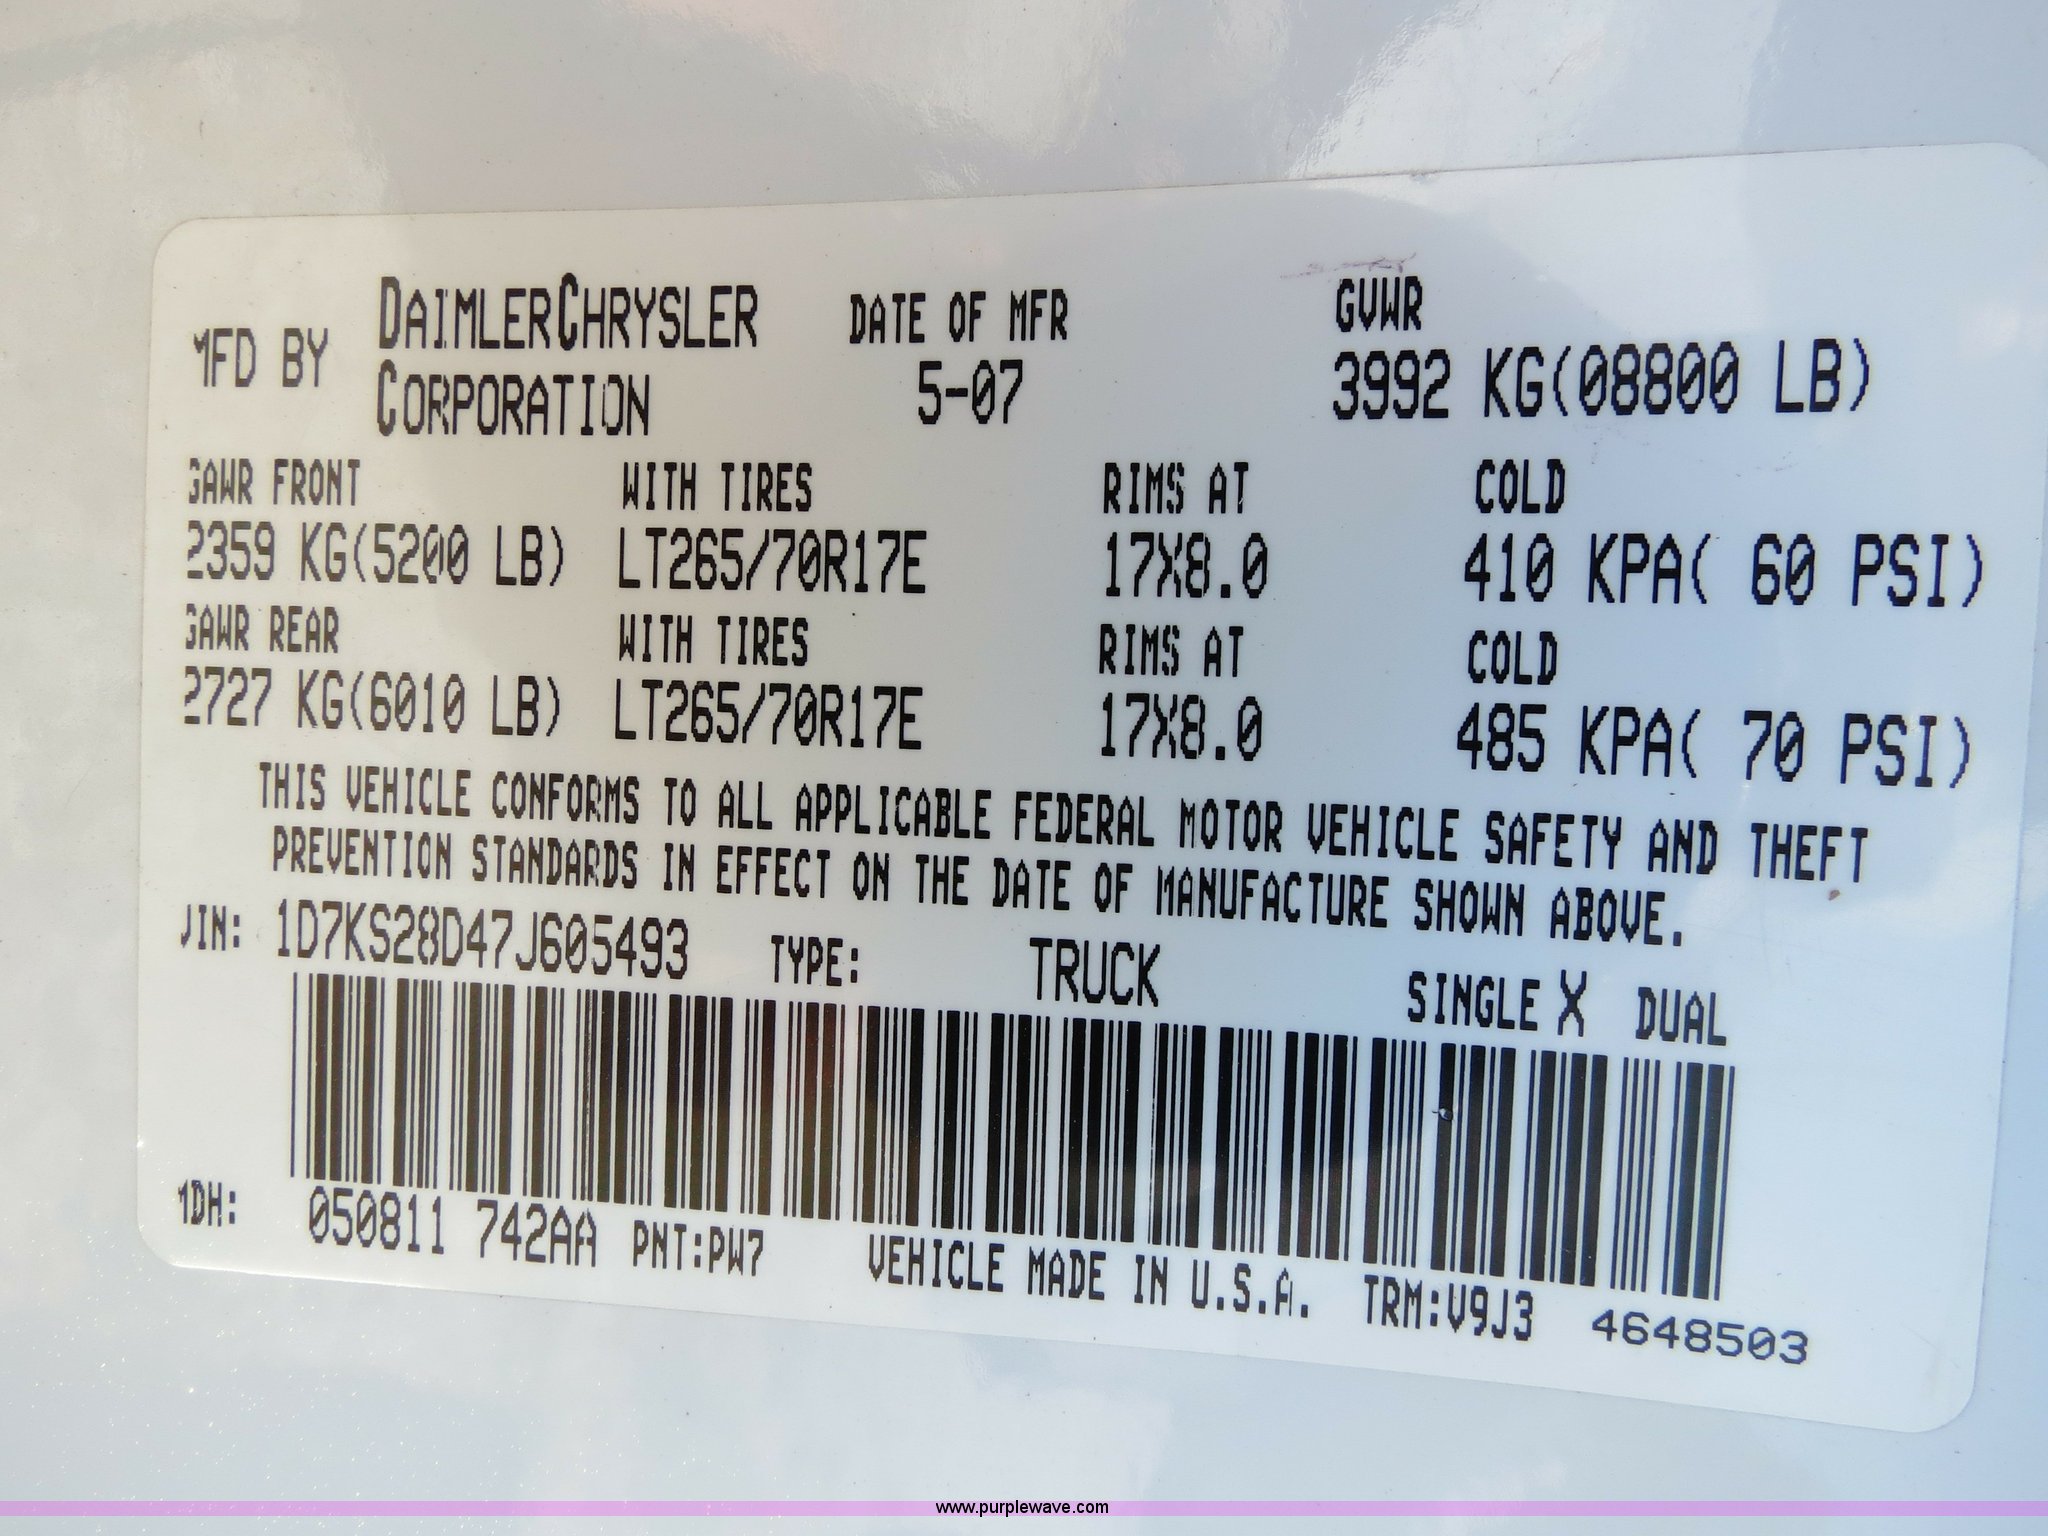 MFD BY DAIMLERCHRYSLER CORPORATION DATE OF MFR 5-07 GVWR 3992 KG(08800 LB)
GAWR FRONT WITH TIRES RIMS AT COLD
2359 KG(5200 LB) LT265/70R17E 17X8.0 410 KPA( 60 PSI)
GAWR REAR WITH TIRES RIMS AT COLD
2727 KG(6010 LB) LT265/70R17E 17X8.0 485 KPA( 70 PSI)
THIS VEHICLE CONFORMS TO ALL APPLICABLE FEDERAL MOTOR VEHICLE SAFETY AND THEFT
PREVENTION STANDARDS IN EFFECT ON THE DATE OF MANUFACTURE SHOWN ABOVE.
VIN: 1D7KS28D47J605493 TYPE: TRUCK SINGLE X DUAL
MDH: 050811 742AA PNT:PW7 VEHICLE MADE IN U.S.A. TRM:V9J3 4648503
www.purplewave.com